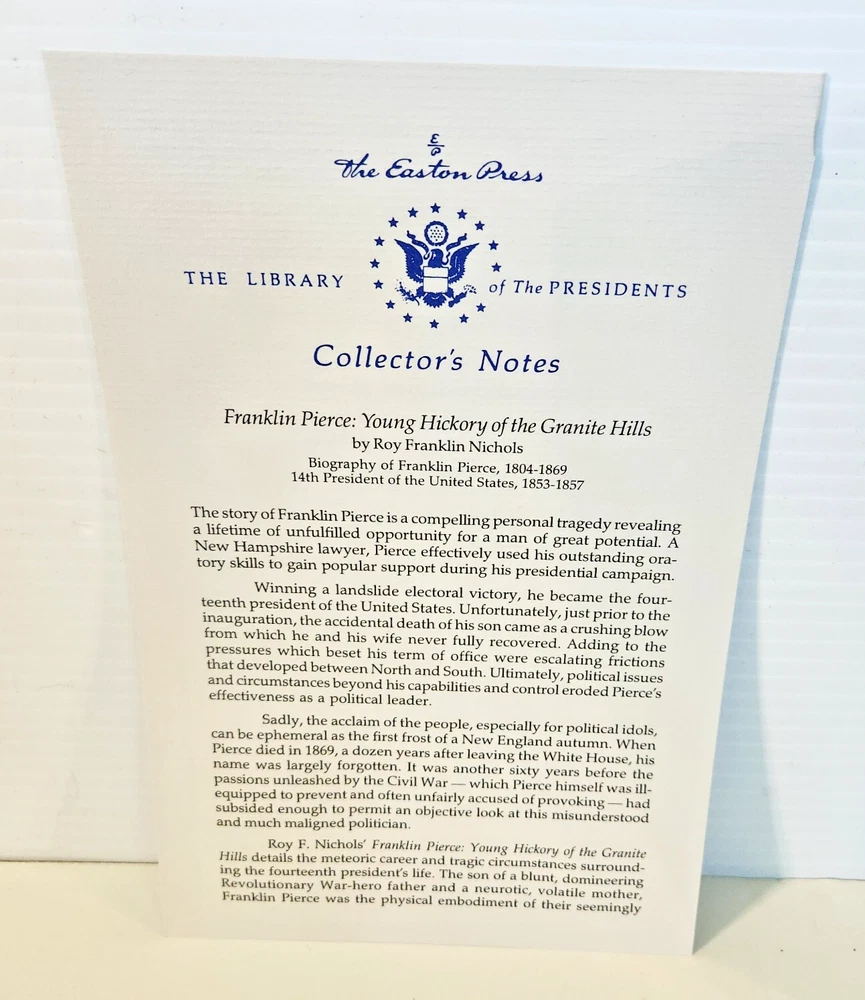 E
P
The Easton Press
THE LIBRARY of The PRESIDENTS
Collector's Notes
Franklin Pierce: Young Hickory of the Granite Hills
by Roy Franklin Nichols
Biography of Franklin Pierce, 1804-1869
14th President of the United States, 1853-1857
The story of Franklin Pierce is a compelling personal tragedy revealing
a lifetime of unfulfilled opportunity for a man of great potential. A
New Hampshire lawyer, Pierce effectively used his outstanding ora-
tory skills to gain popular support during his presidential campaign.
Winning a landslide electoral victory, he became the four-
teenth president of the United States. Unfortunately, just prior to the
inauguration, the accidental death of his son came as a crushing blow
from which he and his wife never fully recovered. Adding to the
pressures which beset his term of office were escalating frictions
that developed between North and South. Ultimately, political issues
and circumstances beyond his capabilities and control eroded Pierce's
effectiveness as a political leader.
Sadly, the acclaim of the people, especially for political idols,
can be ephemeral as the first frost of a New England autumn. When
Pierce died in 1869, a dozen years after leaving the White House, his
name was largely forgotten. It was another sixty years before the
passions unleashed by the Civil War — which Pierce himself was ill-
equipped to prevent and often unfairly accused of provoking — had
subsided enough to permit an objective look at this misunderstood
and much maligned politician.
Roy F. Nichols' Franklin Pierce: Young Hickory of the Granite
Hills details the meteoric career and tragic circumstances surround-
ing the fourteenth president's life. The son of a blunt, domineering
Revolutionary War-hero father and a neurotic, volatile mother,
Franklin Pierce was the physical embodiment of their seemingly